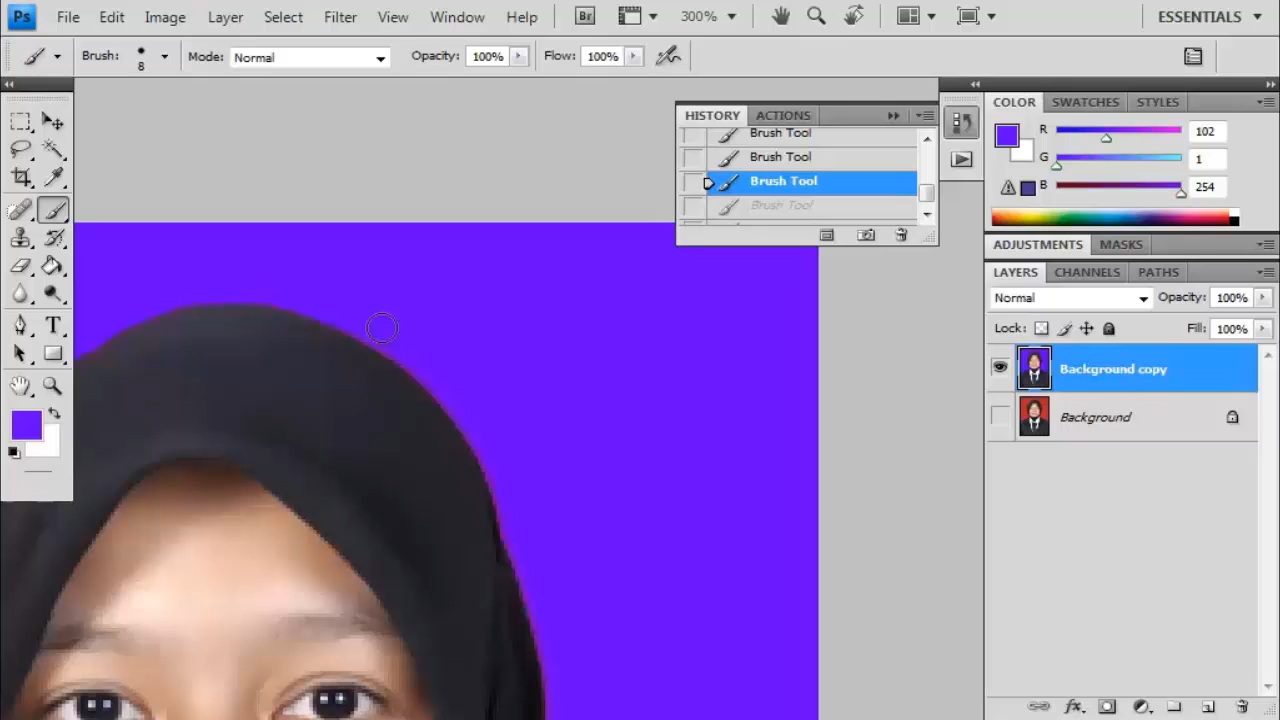 Ps File Edit Image Layer Select Filter View Window Help Br 300% ESSENTIALS
Brush: 8 Mode: Normal Opacity: 100% Flow: 100%
HISTORY ACTIONS
Brush Tool
Brush Tool
Brush Tool
Brush Tool
COLOR SWATCHES STYLES
R 102
G 1
B 254
ADJUSTMENTS MASKS
LAYERS CHANNELS PATHS
Normal Opacity: 100%
Lock: Fill: 100%
Background copy
Background
T
fx